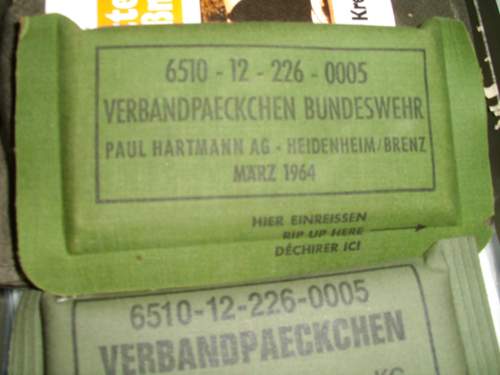 6510 - 12 - 226 - 0005
VERBANDPAECKCHEN BUNDESWEHR
PAUL HARTMANN AG - HEIDENHEIM/BRENZ
MÄRZ 1964
HIER EINREISSEN
RIP UP HERE
DÉCHIRER ICI
6510-12-226-0005
VERBANDPAECKCHEN